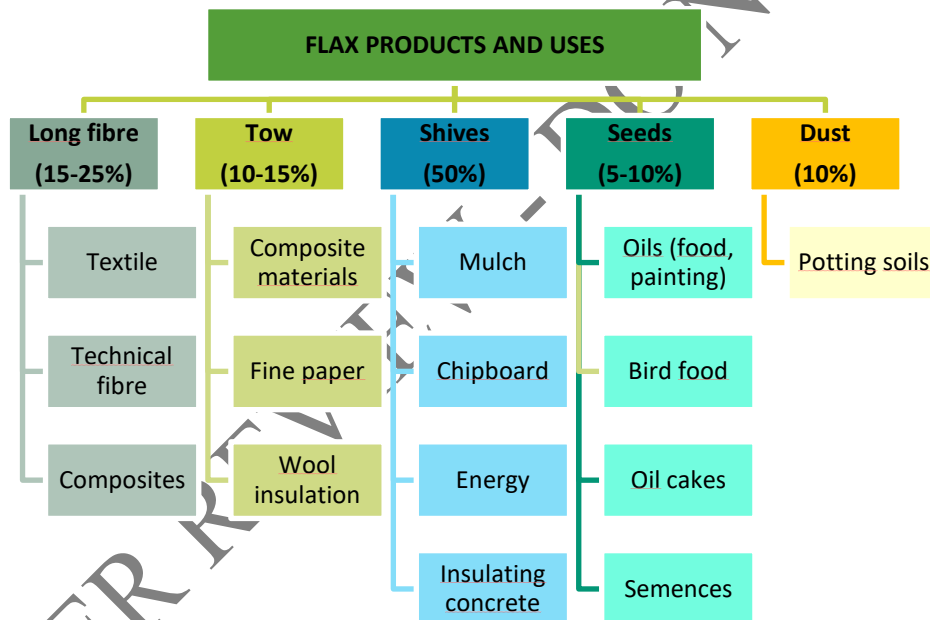 FLAX PRODUCTS AND USES
Long fibre
(15-25%)
Textile
Technical
fibre
Composites
Tow
(10-15%)
Composite
materials
Fine paper
Wool
insulation
Shives
(50%)
Mulch
Chipboard
Energy
Insulating
concrete
Seeds
(5-10%)
Oils (food,
painting)
Bird food
Oil cakes
Semences
Dust
(10%)
Potting soils